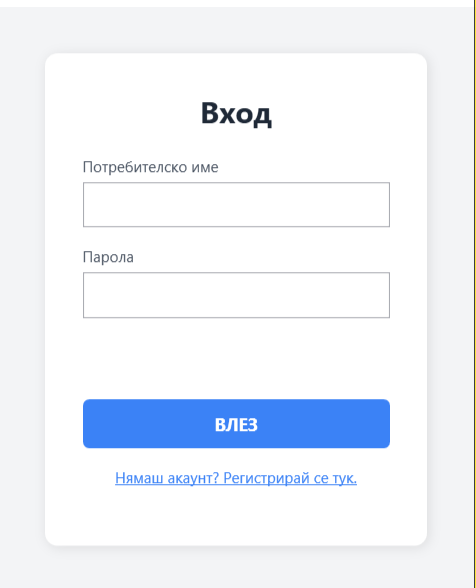 Вход
Потребителско име
Парола
ВЛЕЗ
Нямаш акаунт? Регистрирай се тук.